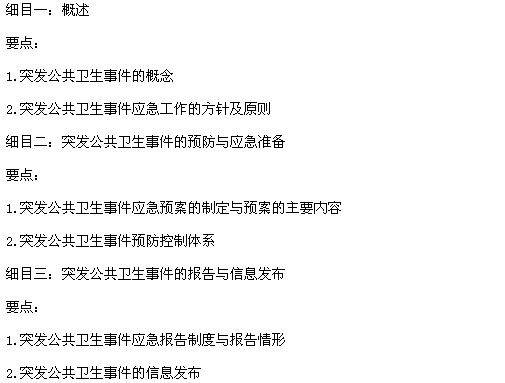 细目一：概述
要点：
1.突发公共卫生事件的概念
2.突发公共卫生事件应急工作的方针及原则
细目二：突发公共卫生事件的预防与应急准备
要点：
1.突发公共卫生事件应急预案的制定与预案的主要内容
2.突发公共卫生事件预防控制体系
细目三：突发公共卫生事件的报告与信息发布
要点：
1.突发公共卫生事件应急报告制度与报告情形
2.突发公共卫生事件的信息发布